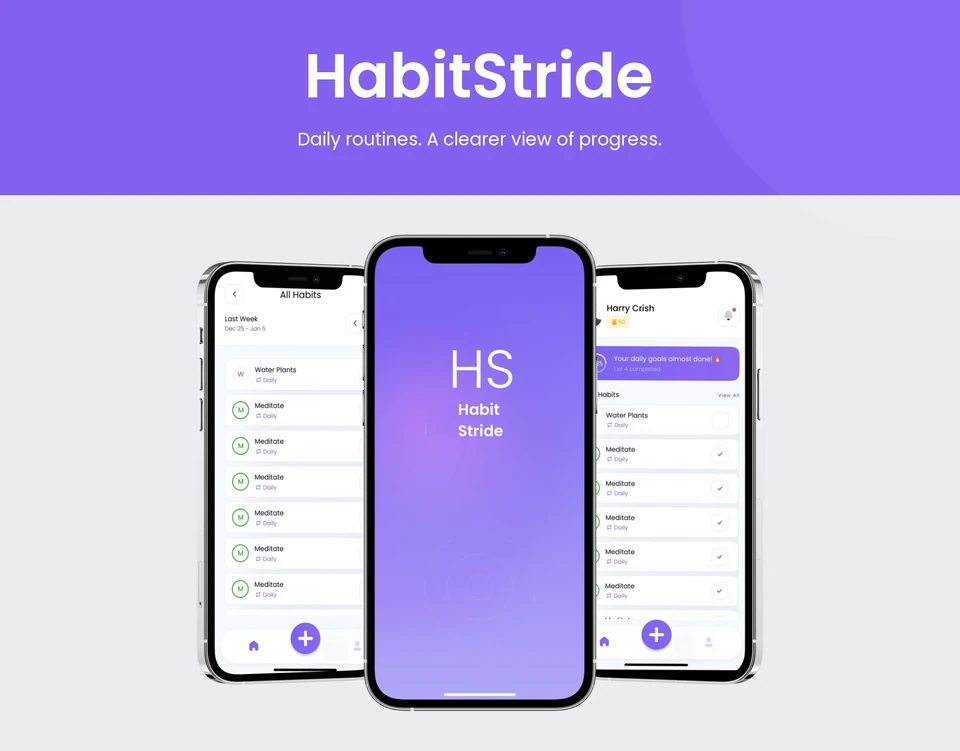 HabitStride
Daily routines. A clearer view of progress.
All Habits
Last Week
Dec 25 - Jan 5
W
Water Plants
Daily
M
Meditate
Daily
M
Meditate
Daily
M
Meditate
Daily
M
Meditate
Daily
M
Meditate
Daily
M
Meditate
Daily
HS
Habit
Stride
Harry Crish
Your daily goals almost done! 🔥
1 of 4 completed
Habits
View All
Water Plants
Daily
Meditate
Daily
Meditate
Daily
Meditate
Daily
Meditate
Daily
Meditate
Daily